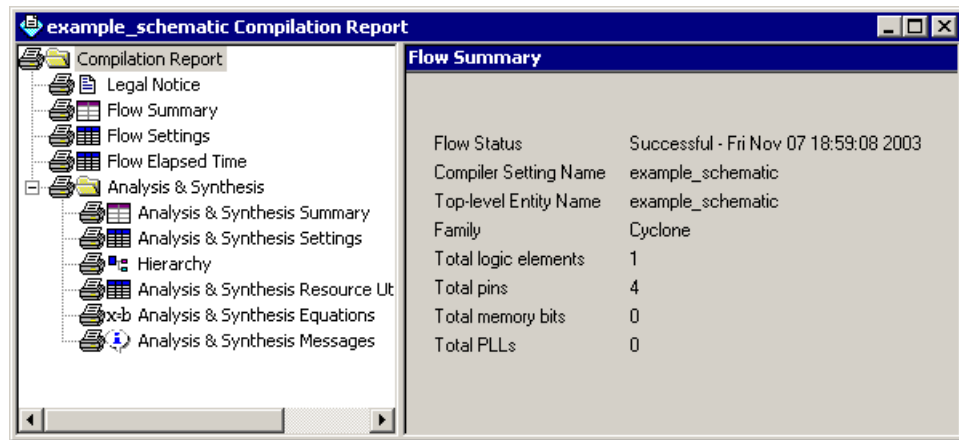 example_schematic Compilation Report
Compilation Report
Legal Notice
Flow Summary
Flow Settings
Flow Elapsed Time
Analysis & Synthesis
Analysis & Synthesis Summary
Analysis & Synthesis Settings
Hierarchy
Analysis & Synthesis Resource Ut
x-b Analysis & Synthesis Equations
Analysis & Synthesis Messages
Flow Summary
Flow Status Successful - Fri Nov 07 18:59:08 2003
Compiler Setting Name example_schematic
Top-level Entity Name example_schematic
Family Cyclone
Total logic elements 1
Total pins 4
Total memory bits 0
Total PLLs 0